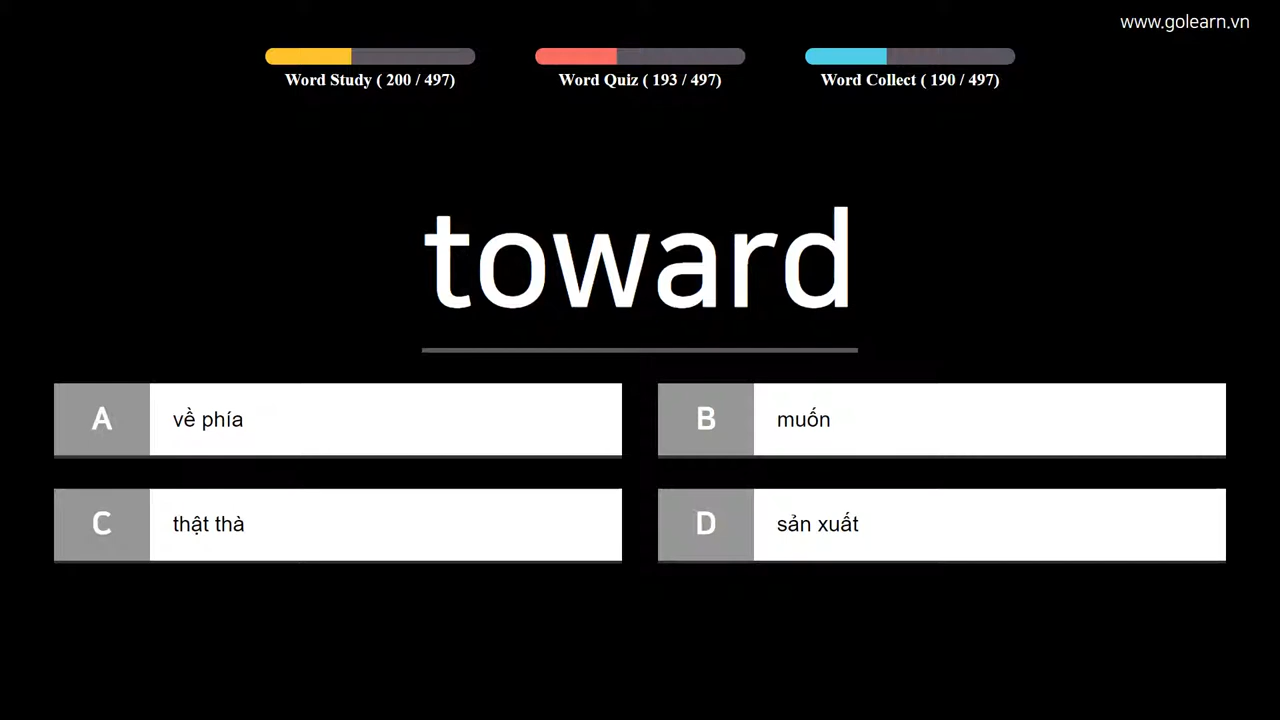 www.golearn.vn
Word Study ( 200 / 497)
Word Quiz ( 193 / 497)
Word Collect ( 190 / 497)
toward
A về phía
B muốn
C thật thà
D sản xuất